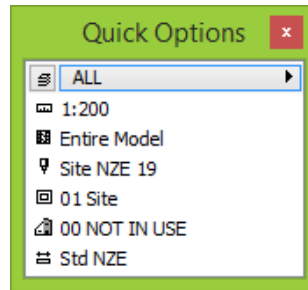 Quick Options
x
ALL
1:200
Entire Model
Site NZE 19
01 Site
00 NOT IN USE
Std NZE